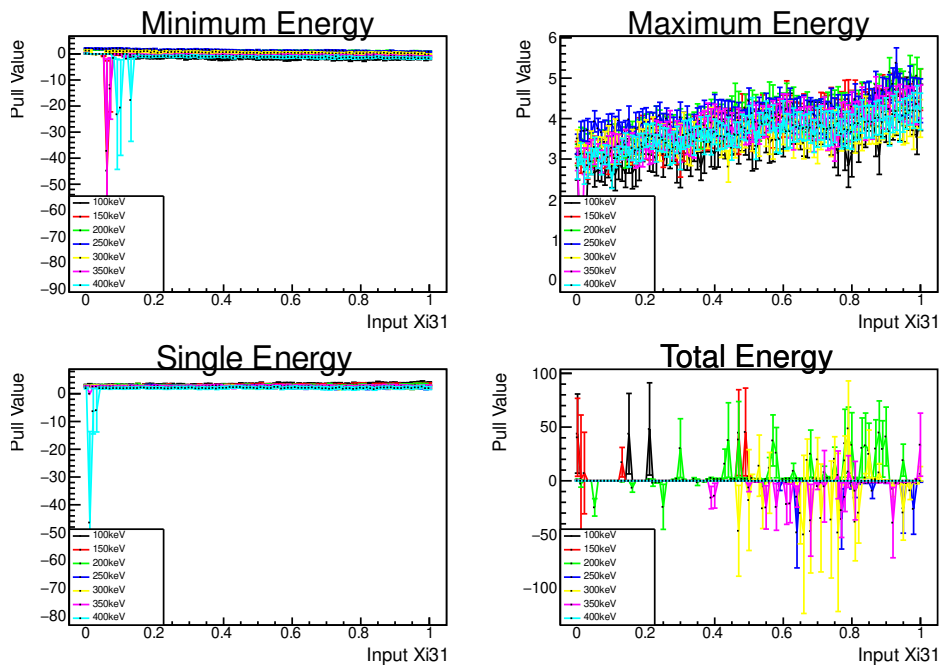 Minimum Energy
Pull Value
0
−10
−20
−30
−40
−50
−60
−70
−80
−90
100keV
150keV
200keV
250keV
300keV
350keV
400keV
0 0.2 0.4 0.6 0.8 1
Input Xi31
Maximum Energy
Pull Value
6
5
4
3
2
1
0
100keV
150keV
200keV
250keV
300keV
350keV
400keV
0 0.2 0.4 0.6 0.8 1
Input Xi31
Single Energy
Pull Value
0
−10
−20
−30
−40
−50
−60
−70
−80
100keV
150keV
200keV
250keV
300keV
350keV
400keV
0 0.2 0.4 0.6 0.8 1
Input Xi31
Total Energy
Pull Value
100
50
0
−50
−100
100keV
150keV
200keV
250keV
300keV
350keV
400keV
0 0.2 0.4 0.6 0.8 1
Input Xi31